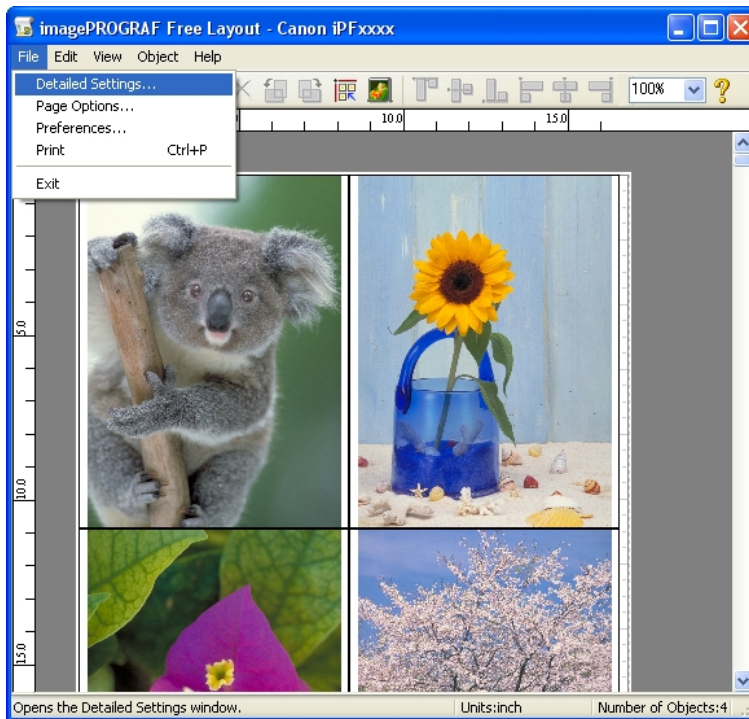 imagePROGRAF Free Layout - Canon iPFxxxx
File Edit View Object Help
Detailed Settings...
Page Options...
Preferences...
Print Ctrl+P
Exit
100%
10.0 15.0
5.0
10.0
15.0
Opens the Detailed Settings window. Units:inch Number of Objects:4